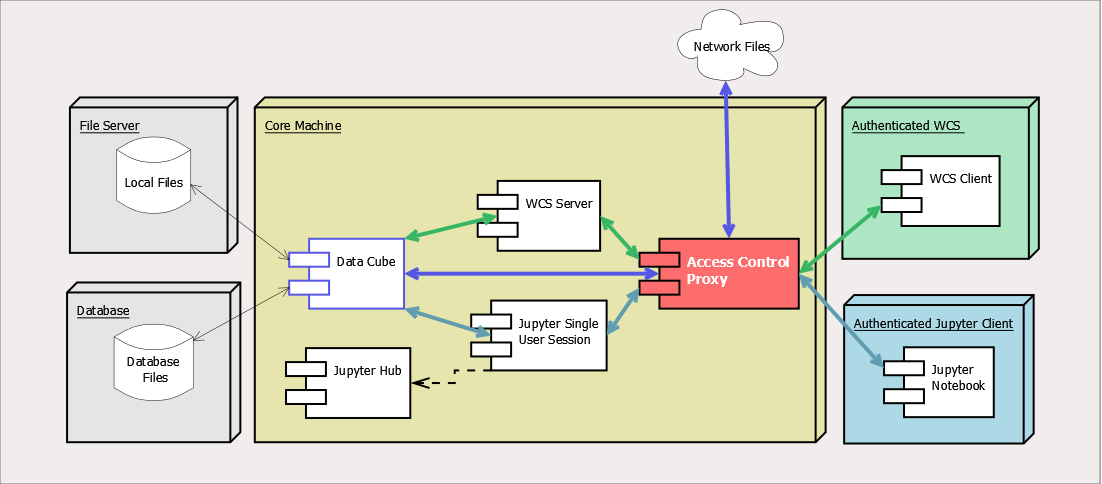 Network Files
File Server
Local Files
Core Machine
WCS Server
Data Cube
Access Control
Proxy
Jupyter Single
User Session
Jupyter Hub
Database
Database
Files
Authenticated WCS
WCS Client
Authenticated Jupyter Client
Jupyter
Notebook